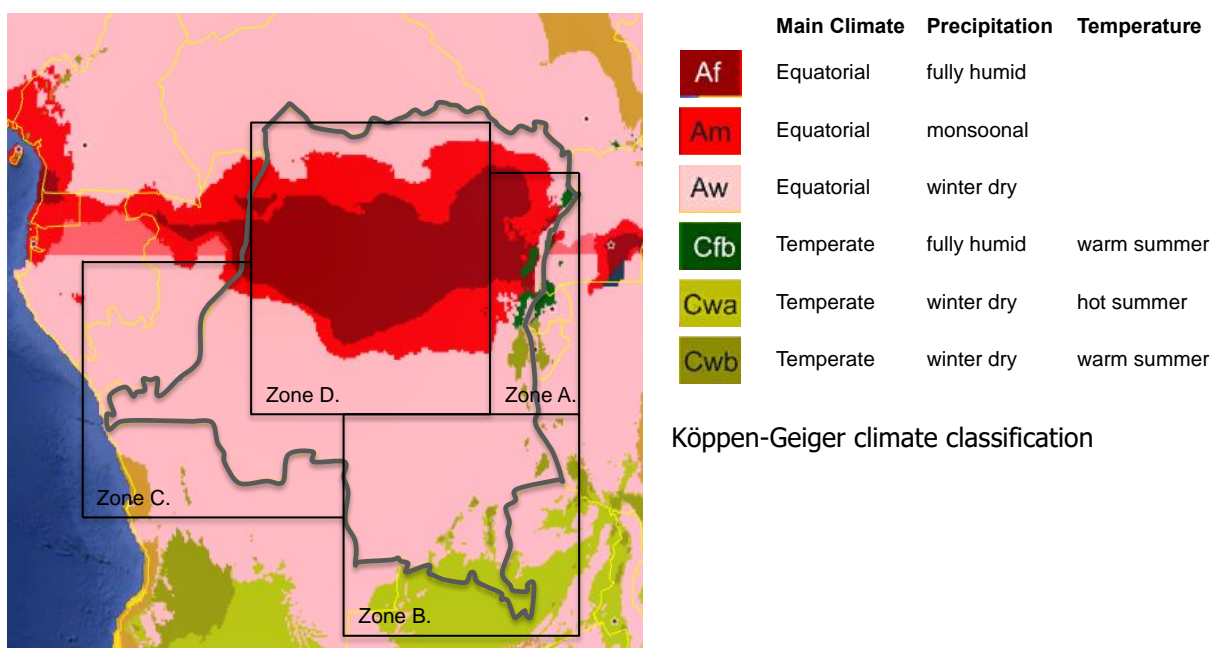 Main Climate Precipitation Temperature
Af Equatorial fully humid
Am Equatorial monsoonal
Aw Equatorial winter dry
Cfb Temperate fully humid warm summer
Cwa Temperate winter dry hot summer
Cwb Temperate winter dry warm summer
Köppen-Geiger climate classification
Zone D.
Zone A.
Zone C.
Zone B.